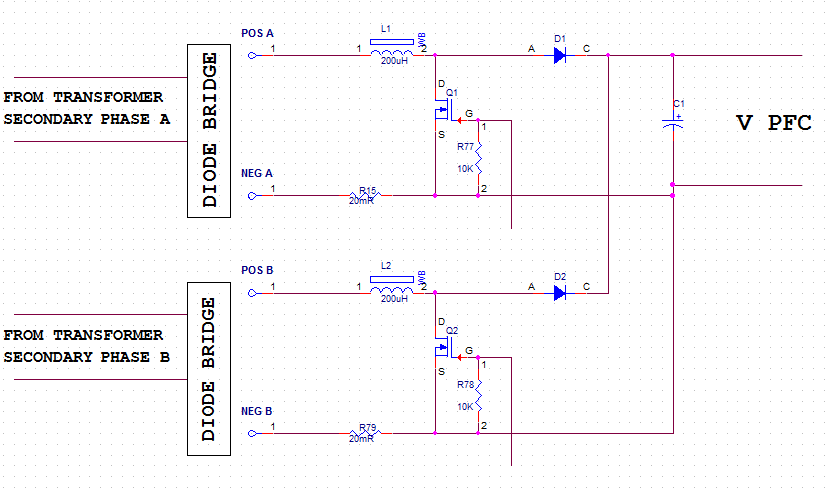 POS A
1
L1
WB
1
2
200uH
D1
A
C
DIODE BRIDGE
FROM TRANSFORMER
SECONDARY PHASE A
D
Q1
G
S
1
R77
10K
2
C1
+
V PFC
NEG A
1
R15
20mR
POS B
1
L2
WB
1
2
200uH
D2
A
C
DIODE BRIDGE
FROM TRANSFORMER
SECONDARY PHASE B
D
Q2
G
S
1
R78
10K
2
NEG B
1
R79
20mR